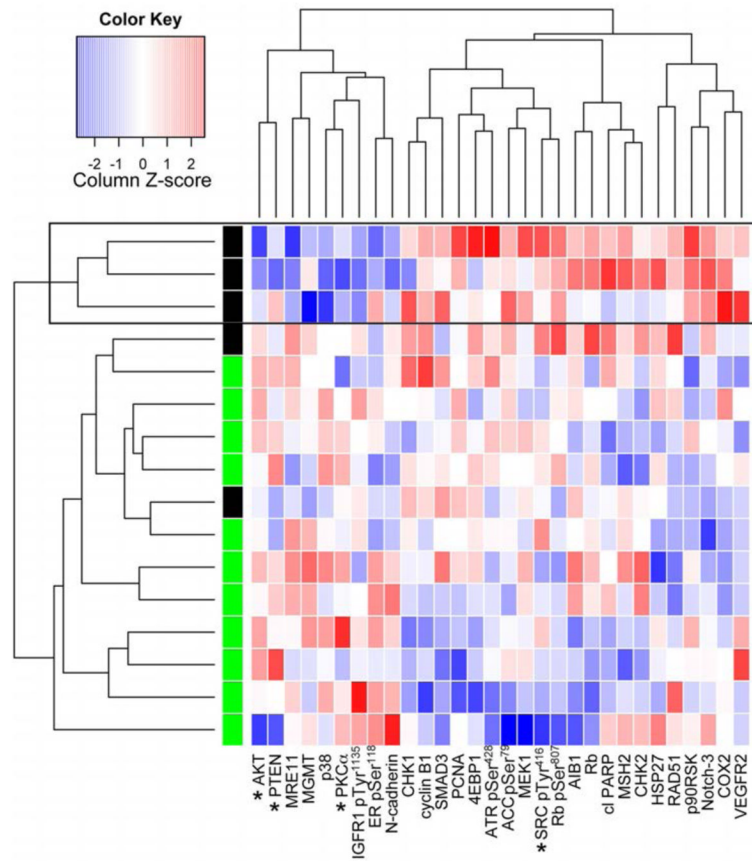 Color Key
-2 -1 0 1 2
Column Z-score
* AKT
* PTEN
MRE11
MGMT
p38
* PKCα
IGFR1 pTyr1135
ER pSer118
N-cadherin
CHK1
cyclin B1
SMAD3
PCNA
4EBP1
ATR pSer428
ACC pSer79
MEK1
* SRC pTyr416
Rb pSer807
AIB1
Rb
cl PARP
MSH2
CHK2
HSP27
RAD51
p90RSK
Notch-3
COX2
VEGFR2